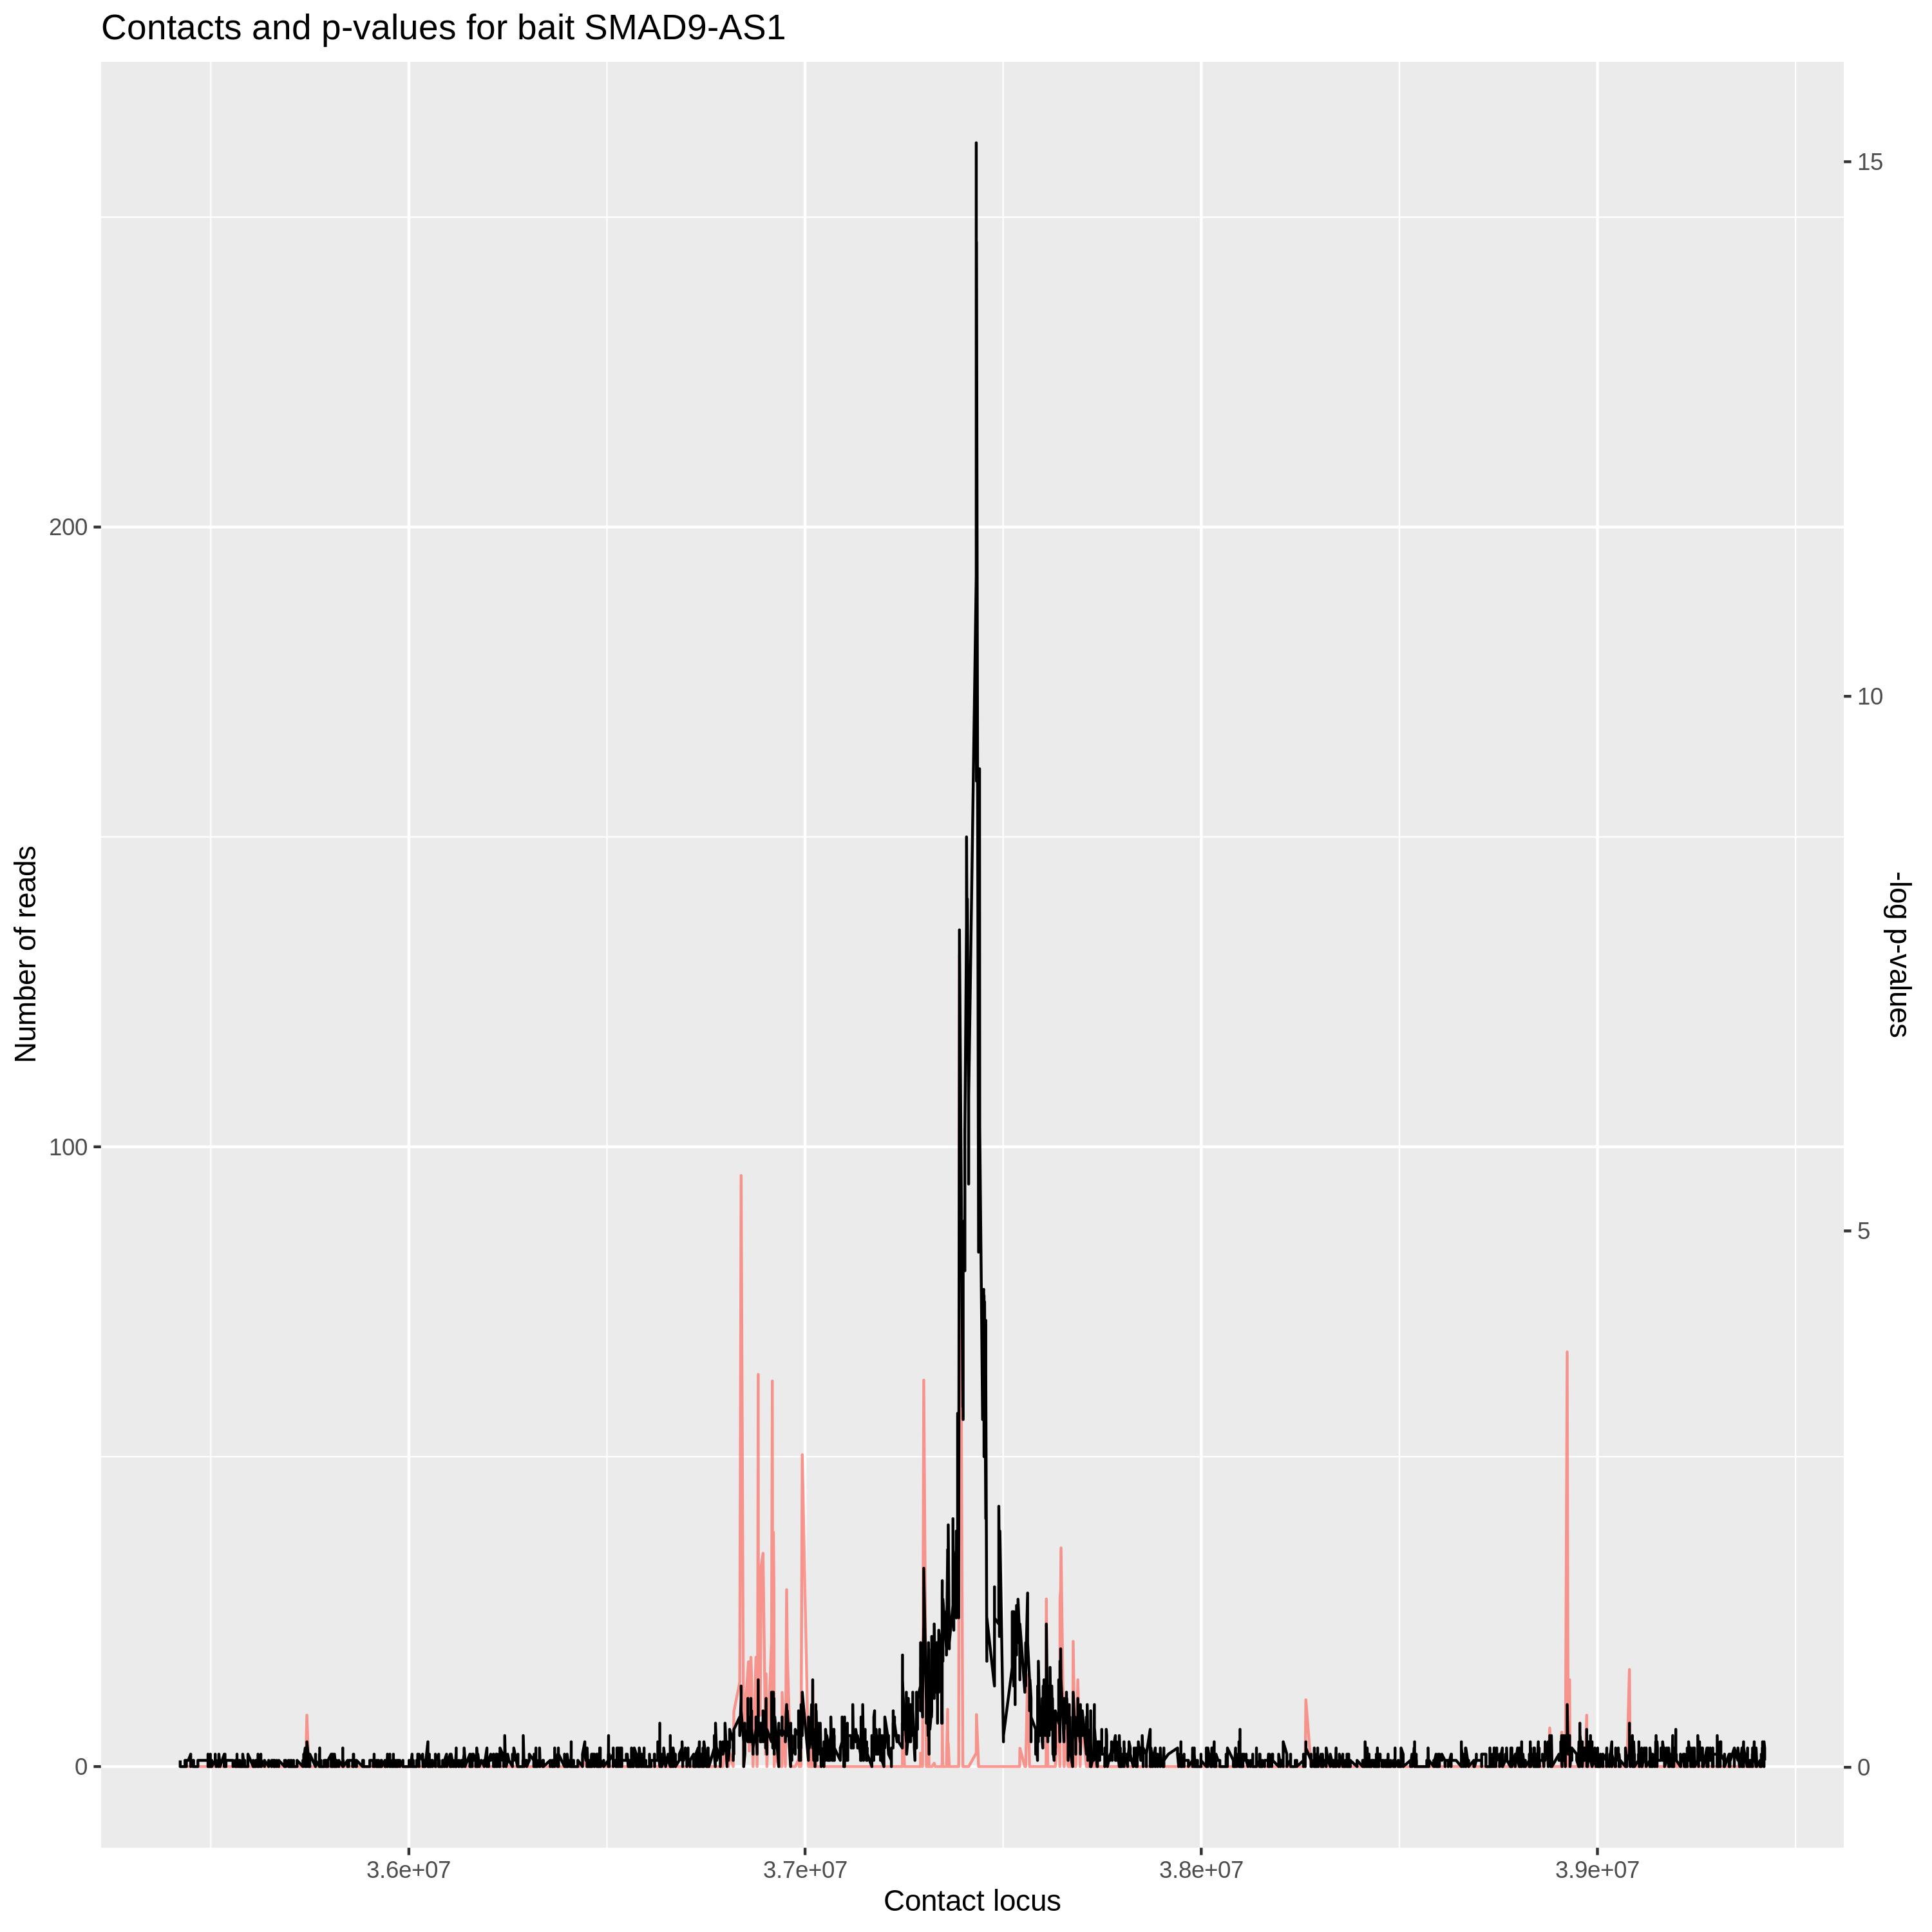 Contacts and p-values for bait SMAD9-AS1
15
200
10
Number of reads
-log p-values
100
5
0
0
3.6e+07
3.7e+07
3.8e+07
3.9e+07
Contact locus